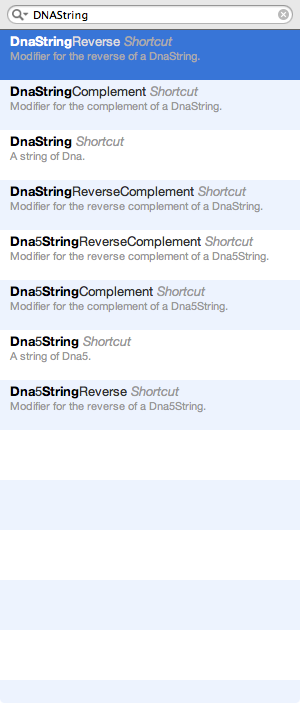 DNAString
DnaStringReverse Shortcut
Modifier for the reverse of a DnaString.
DnaStringComplement Shortcut
Modifier for the complement of a DnaString.
DnaString Shortcut
A string of Dna.
DnaStringReverseComplement Shortcut
Modifier for the reverse complement of a DnaString.
Dna5StringReverseComplement Shortcut
Modifier for the reverse complement of a Dna5String.
Dna5StringComplement Shortcut
Modifier for the complement of a Dna5String.
Dna5String Shortcut
A string of Dna5.
Dna5StringReverse Shortcut
Modifier for the reverse of a Dna5String.